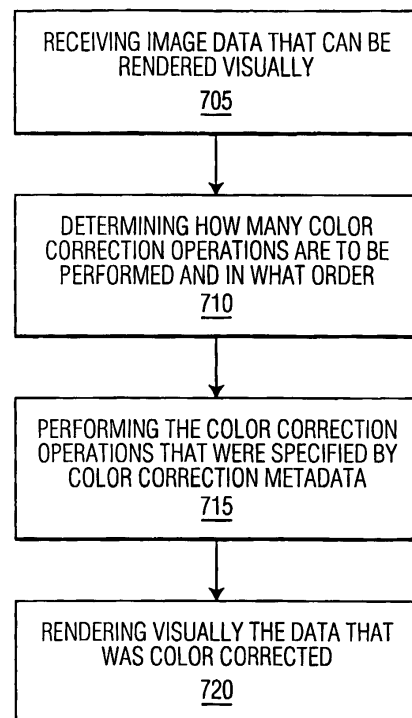 RECEIVING IMAGE DATA THAT CAN BE
RENDERED VISUALLY
705
DETERMINING HOW MANY COLOR
CORRECTION OPERATIONS ARE TO BE
PERFORMED AND IN WHAT ORDER
710
PERFORMING THE COLOR CORRECTION
OPERATIONS THAT WERE SPECIFIED BY
COLOR CORRECTION METADATA
715
RENDERING VISUALLY THE DATA THAT
WAS COLOR CORRECTED
720